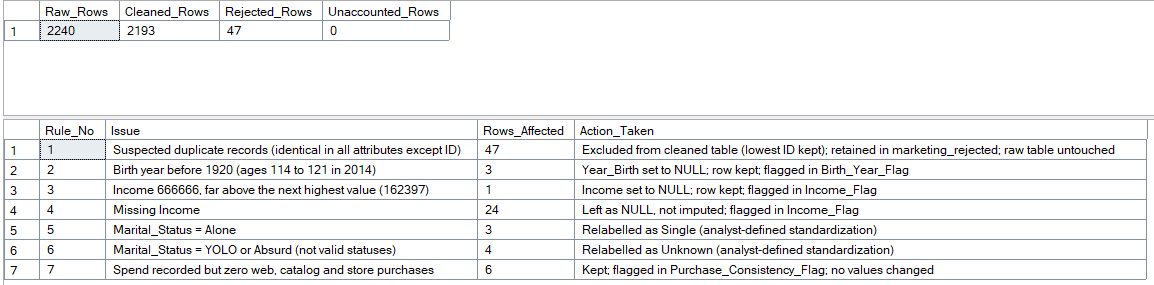 Raw_Rows Cleaned_Rows Rejected_Rows Unaccounted_Rows
1 2240 2193 47 0
Rule_No Issue Rows_Affected Action_Taken
1 1 Suspected duplicate records (identical in all attributes except ID) 47 Excluded from cleaned table (lowest ID kept); retained in marketing_rejected; raw table untouched
2 2 Birth year before 1920 (ages 114 to 121 in 2014) 3 Year_Birth set to NULL; row kept; flagged in Birth_Year_Flag
3 3 Income 666666, far above the next highest value (162397) 1 Income set to NULL; row kept; flagged in Income_Flag
4 4 Missing Income 24 Left as NULL, not imputed; flagged in Income_Flag
5 5 Marital_Status = Alone 3 Relabelled as Single (analyst-defined standardization)
6 6 Marital_Status = YOLO or Absurd (not valid statuses) 4 Relabelled as Unknown (analyst-defined standardization)
7 7 Spend recorded but zero web, catalog and store purchases 6 Kept; flagged in Purchase_Consistency_Flag; no values changed